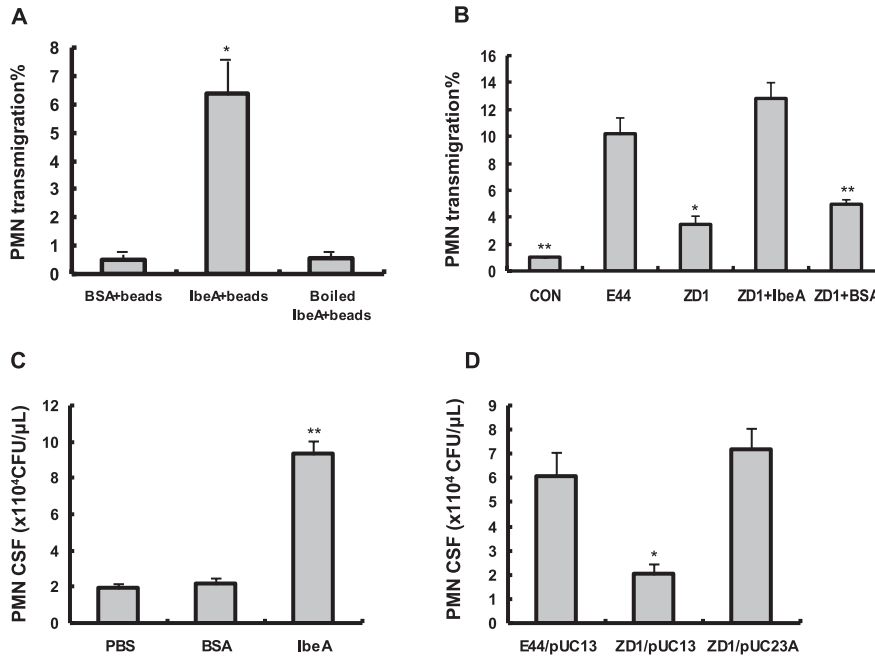 A
PMN transmigration%
8
7
6
5
4
3
2
1
0
*
BSA+beads
IbeA+beads
Boiled
IbeA+beads
B
PMN transmigration%
16
14
12
10
8
6
4
2
0
**
*
**
CON
E44
ZD1
ZD1+IbeA
ZD1+BSA
C
PMN CSF (x110⁴CFU/µL)
12
10
8
6
4
2
0
**
PBS
BSA
IbeA
D
PMN CSF (x110⁴ CFU/µL)
9
8
7
6
5
4
3
2
1
0
*
E44/pUC13
ZD1/pUC13
ZD1/pUC23A